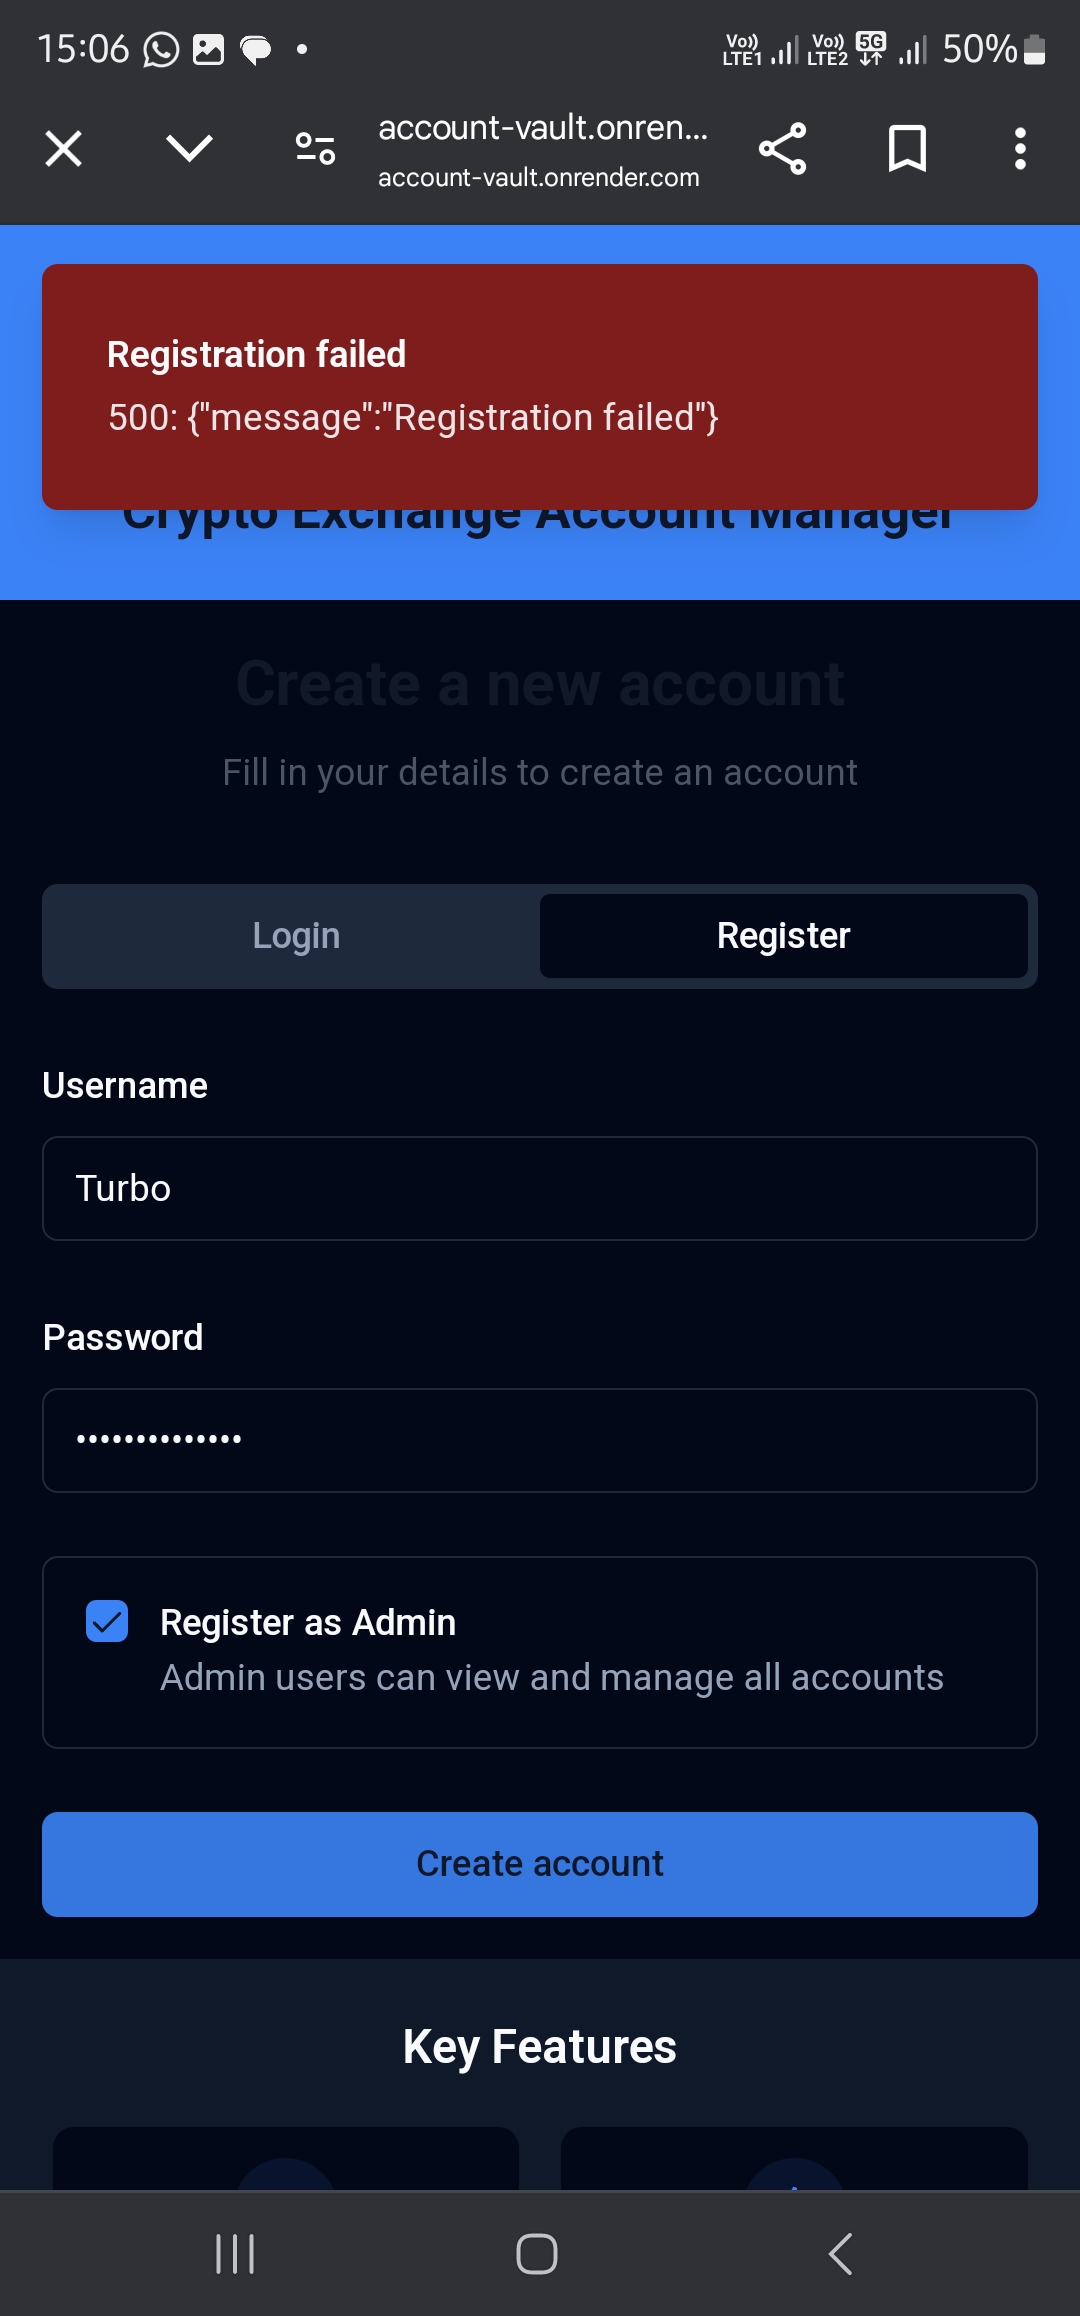 15:06
Vo)) LTE1 Vo)) LTE2 5G 50%
account-vault.onren...
account-vault.onrender.com
Registration failed
500: {"message":"Registration failed"}
Crypto Exchange Account Manager
Create a new account
Fill in your details to create an account
Login Register
Username
Turbo
Password
••••••••••••••
Register as Admin
Admin users can view and manage all accounts
Create account
Key Features